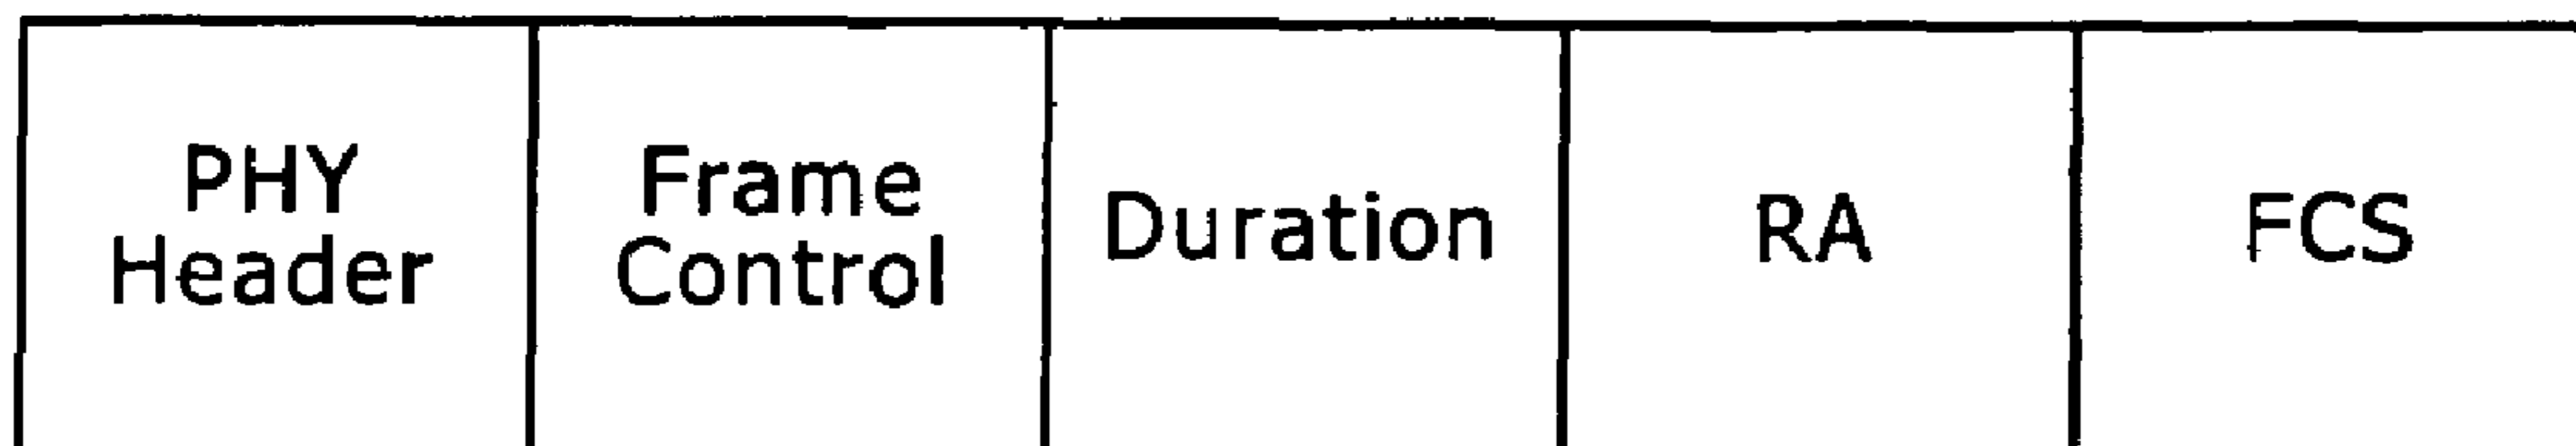 PHY
Header
Frame
Control
Duration
RA
FCS